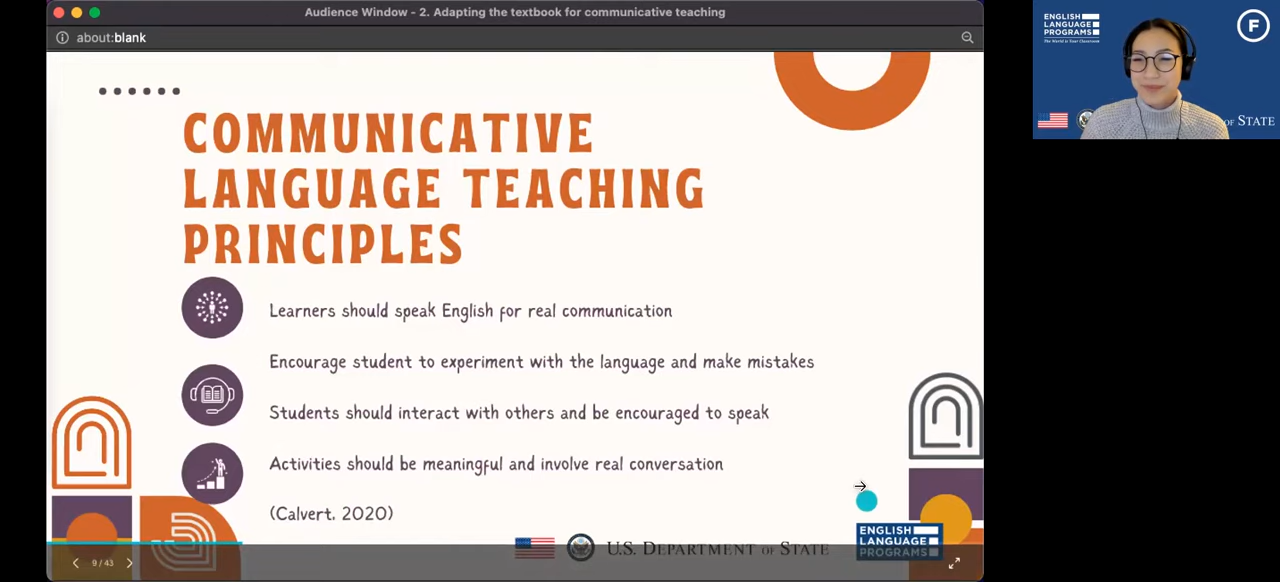 Audience Window - 2. Adapting the textbook for communicative teaching
about:blank
COMMUNICATIVE
LANGUAGE TEACHING
PRINCIPLES
Learners should speak English for real communication
Encourage student to experiment with the language and make mistakes
Students should interact with others and be encouraged to speak
Activities should be meaningful and involve real conversation
(Calvert. 2020)
U.S. DEPARTMENT OF STATE
ENGLISH
LANGUAGE
PROGRAMS
9 / 43
ENGLISH
LANGUAGE
PROGRAMS
The World is Your Classroom
F
OF STATE